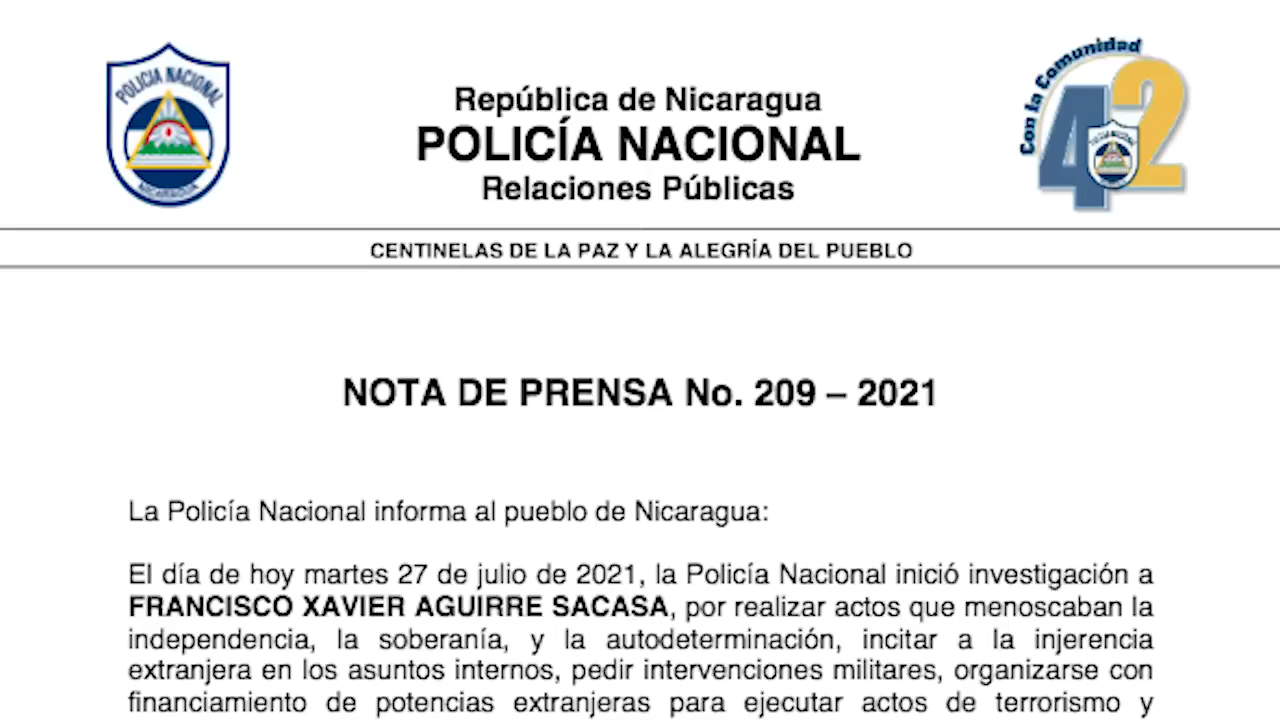 POLICIA NACIONAL
NICARAGUA
República de Nicaragua
POLICÍA NACIONAL
Relaciones Públicas
Con la Comunidad
42
CENTINELAS DE LA PAZ Y LA ALEGRÍA DEL PUEBLO
NOTA DE PRENSA No. 209 – 2021
La Policía Nacional informa al pueblo de Nicaragua:
El día de hoy martes 27 de julio de 2021, la Policía Nacional inició investigación a
FRANCISCO XAVIER AGUIRRE SACASA, por realizar actos que menoscaban la
independencia, la soberanía, y la autodeterminación, incitar a la injerencia
extranjera en los asuntos internos, pedir intervenciones militares, organizarse con
financiamiento de potencias extranjeras para ejecutar actos de terrorismo y